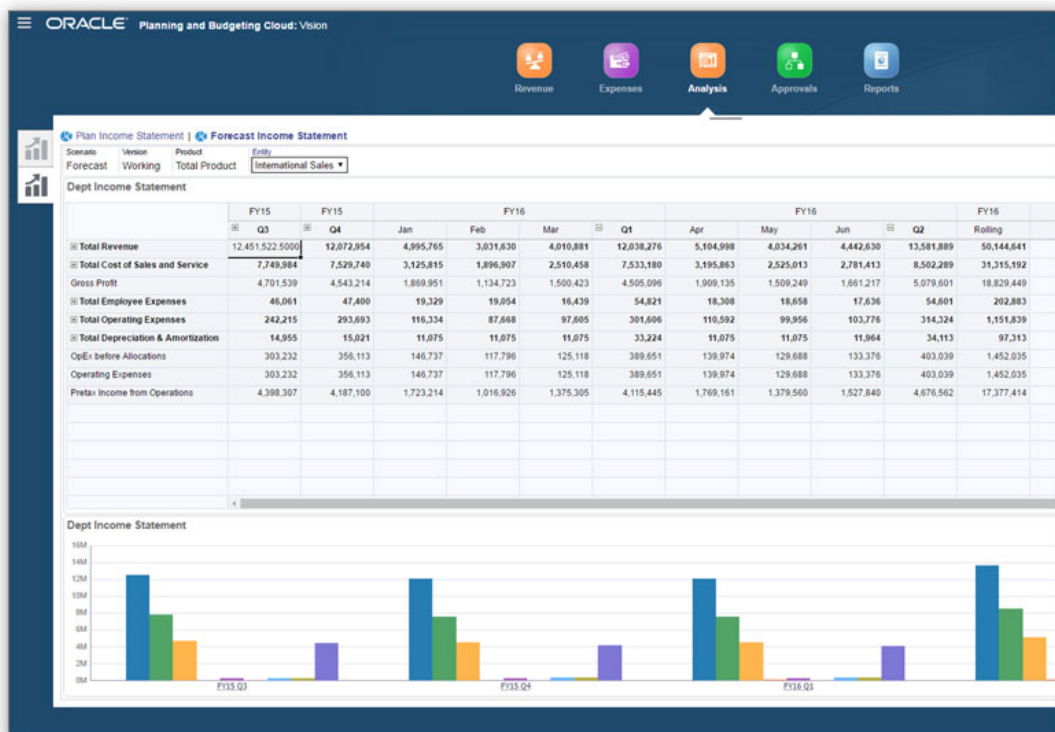 ORACLE Planning and Budgeting Cloud: Vision
Revenue Expenses Analysis Approvals Reports
Plan Income Statement | Forecast Income Statement
Scenario Version Product Entity
Forecast Working Total Product International Sales
Dept Income Statement
FY15 FY15 FY16 FY16 FY16
Q3 Q4 Jan Feb Mar Q1 Apr May Jun Q2 Rolling
Total Revenue 12,451,522.5000 12,072,954 4,995,765 3,031,630 4,010,881 12,038,276 5,104,998 4,034,261 4,442,630 13,581,889 50,144,641
Total Cost of Sales and Service 7,749,984 7,529,740 3,125,815 1,896,907 2,510,458 7,533,180 3,195,863 2,525,013 2,781,413 8,502,289 31,315,192
Gross Profit 4,701,539 4,543,214 1,869,951 1,134,723 1,500,423 4,505,096 1,909,135 1,509,249 1,661,217 5,079,601 18,829,449
Total Employee Expenses 46,061 47,400 19,329 19,054 16,439 54,821 18,308 18,658 17,636 54,601 202,883
Total Operating Expenses 242,215 293,693 116,334 87,668 97,605 301,606 110,592 99,956 103,776 314,324 1,151,839
Total Depreciation & Amortization 14,955 15,021 11,075 11,075 11,075 33,224 11,075 11,075 11,964 34,113 97,313
OpEx before Allocations 303,232 356,113 146,737 117,796 125,118 389,651 139,974 129,688 133,376 403,039 1,452,035
Operating Expenses 303,232 356,113 146,737 117,796 125,118 389,651 139,974 129,688 133,376 403,039 1,452,035
Pretax Income from Operations 4,398,307 4,187,100 1,723,214 1,016,926 1,375,305 4,115,445 1,769,161 1,379,560 1,527,840 4,676,562 17,377,414
Dept Income Statement
16M
14M
12M
10M
8M
6M
4M
2M
0M
FY15 Q3 FY15 Q4 FY16 Q1